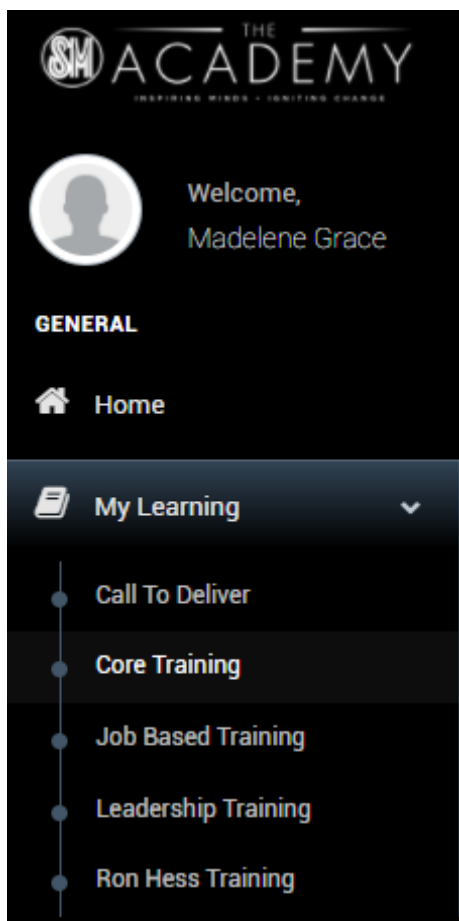 THE
SM ACADEMY
INSPIRING MINDS • IGNITING CHANGE
Welcome,
Madelene Grace
GENERAL
Home
My Learning
Call To Deliver
Core Training
Job Based Training
Leadership Training
Ron Hess Training